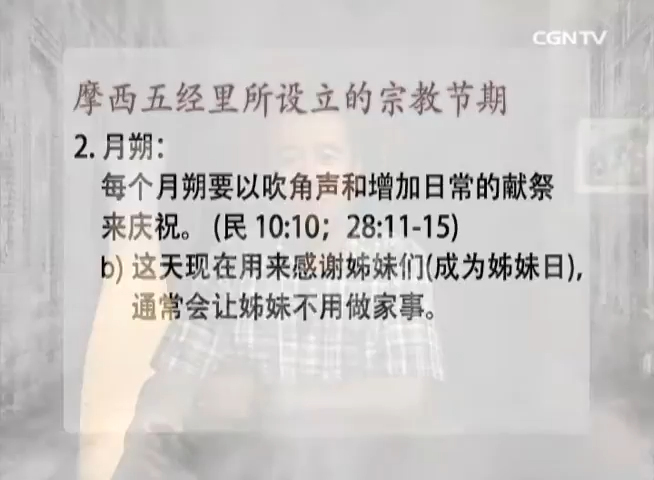 CGNTV
摩西五经里所设立的宗教节期
2. 月朔：
每个月朔要以吹角声和增加日常的献祭
来庆祝。 (民 10:10；28:11-15)
b) 这天现在用来感谢姊妹们(成为姊妹日),
通常会让姊妹不用做家事。